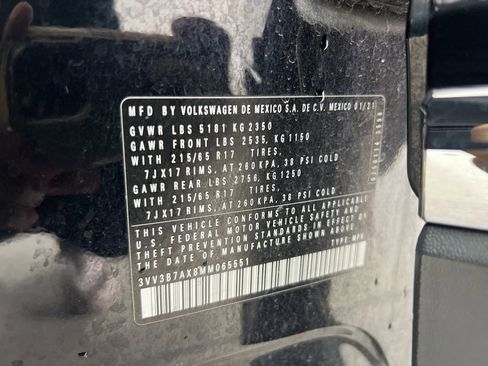 MFD BY VOLKSWAGEN DE MEXICO S.A. DE C.V. MEXICO 01/21
GVWR LBS 5181 KG 2350
GAWR FRONT LBS 2535, KG 1150
WITH 215/65 R17 TIRES,
7JX17 RIMS, AT 260 KPA, 38 PSI COLD
GAWR REAR LBS 2756, KG 1250
WITH 215/65 R17 TIRES,
7JX17 RIMS, AT 260 KPA, 38 PSI COLD
THIS VEHICLE CONFORMS TO ALL APPLICABLE
U.S. FEDERAL MOTOR VEHICLE SAFETY AND
THEFT PREVENTION STANDARDS IN EFFECT ON
THE DATE OF MANUFACTURE SHOWN ABOVE
3VV3B7AX8MM065551 TYPE: MPV